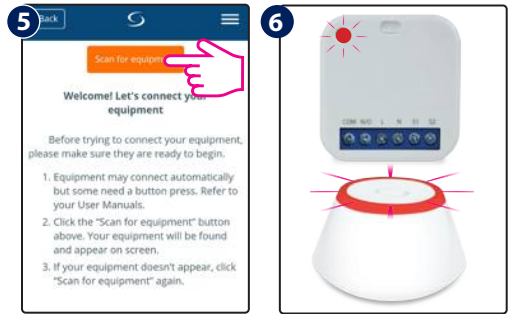 5
Back
Scan for equipm
Welcome! Let's connect your
equipment
Before trying to connect your equipment,
please make sure they are ready to begin.
1. Equipment may connect automatically
but some need a button press. Refer to
your User Manuals.
2. Click the “Scan for equipment” button
above. Your equipment will be found
and appear on screen.
3. If your equipment doesn't appear, click
“Scan for equipment” again.
6
COM N/O L N S1 S2